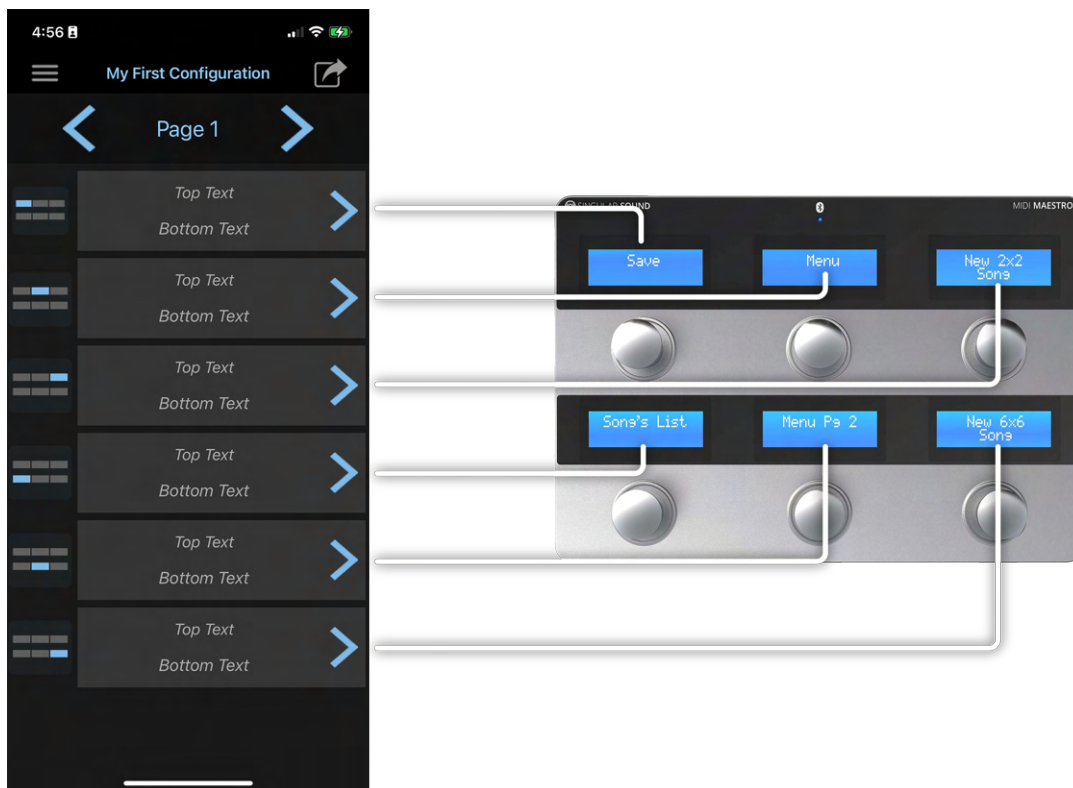 4:56
My First Configuration
Page 1
Top Text
Bottom Text
Top Text
Bottom Text
Top Text
Bottom Text
Top Text
Bottom Text
Top Text
Bottom Text
Top Text
Bottom Text
SINGULAR SOUND
MIDI MAESTRO
Save
Menu
New 2x2
Song
Song's List
Menu Pg 2
New 6x6
Song